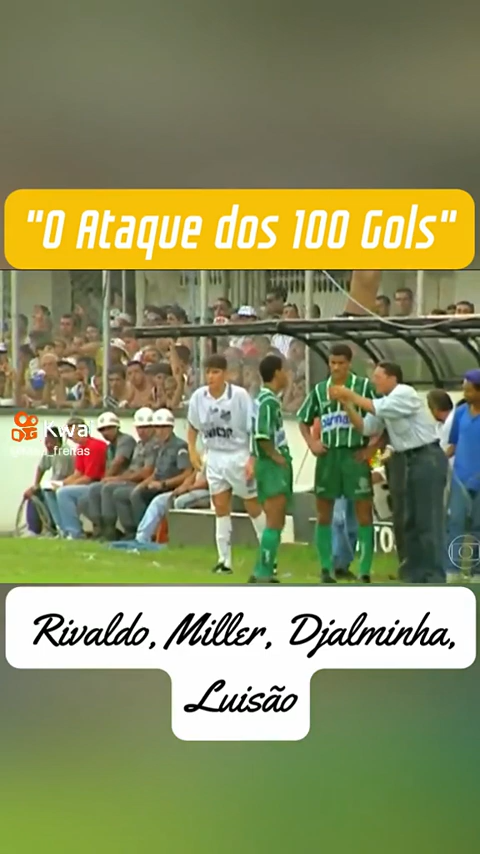 "O Ataque dos 100 Gols"
Kwai
Rivaldo, Miller, Djalminha,
Luisão